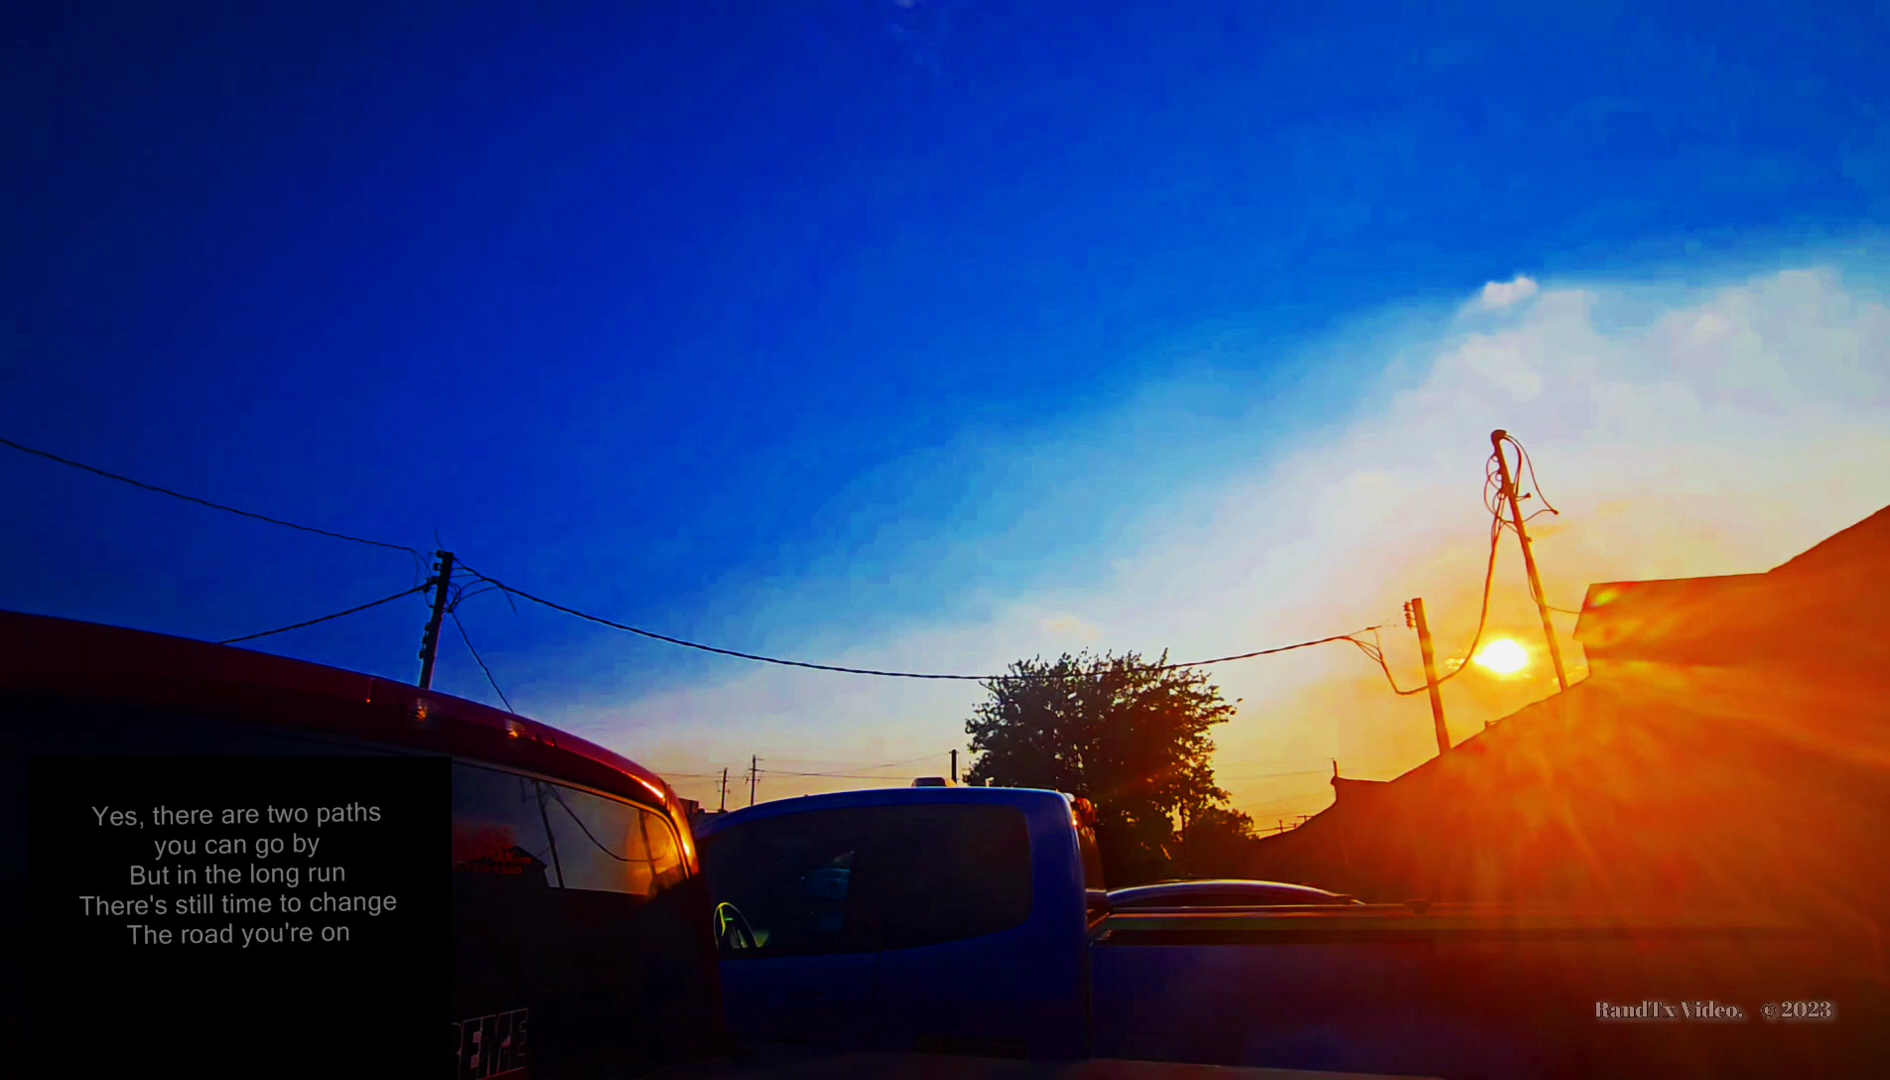 Yes, there are two paths
you can go by
But in the long run
There's still time to change
The road you're on
REME
RandTx Video. © 2023